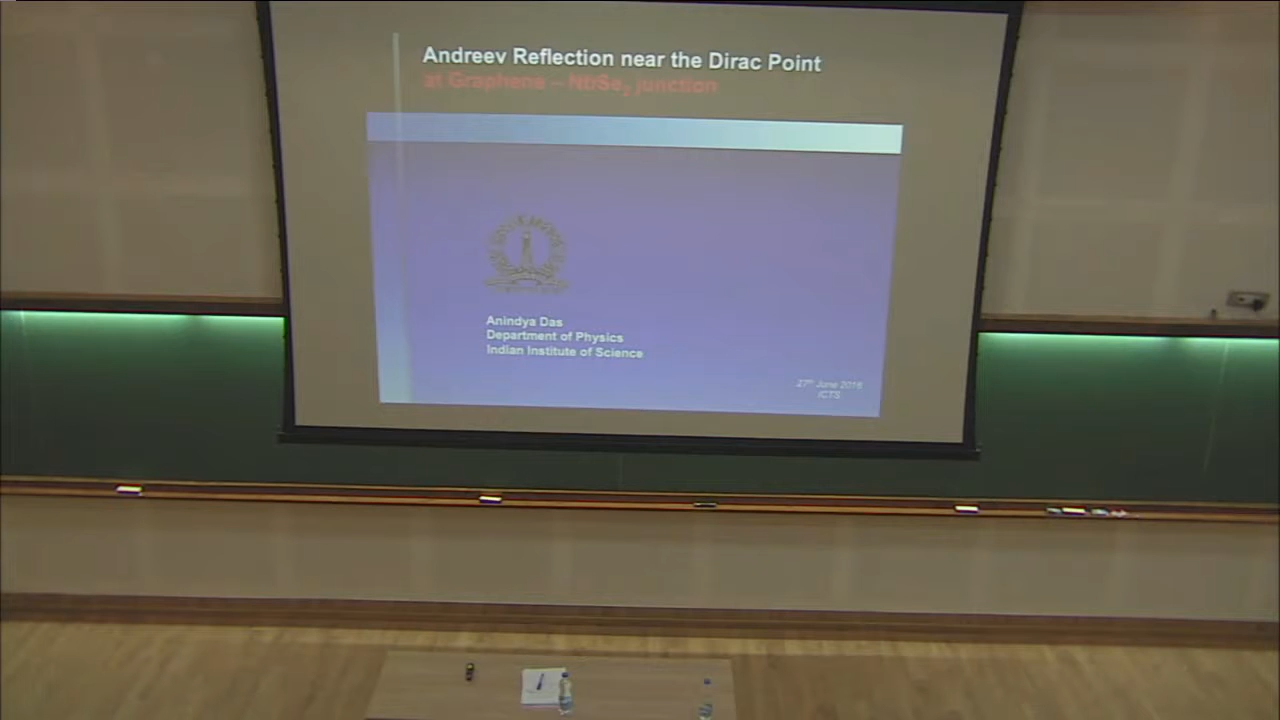 Andreev Reflection near the Dirac Point
at Graphene – NbSe₂ junction
Anindya Das
Department of Physics
Indian Institute of Science
27th June 2016
ICTS